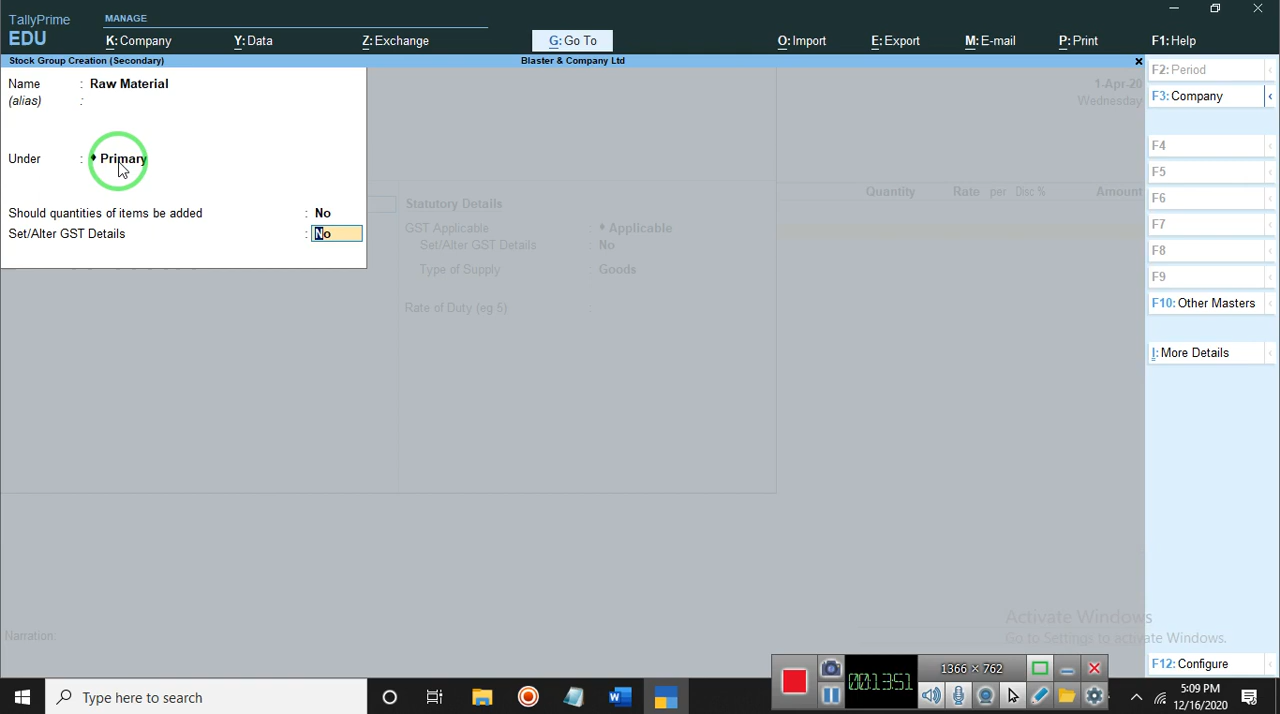 TallyPrime
EDU
MANAGE
K: Company
Y: Data
Z: Exchange
G: Go To
O: Import
E: Export
M: E-mail
P: Print
F1: Help
Stock Group Creation (Secondary)
Blaster & Company Ltd
×
F2: Period
Name : Raw Material
(alias) :
1-Apr-20
Wednesday
F3: Company
F4
Under : ♦ Primary
F5
Quantity Rate per Disc % Amount
F6
Statutory Details
Should quantities of items be added : No
F7
GST Applicable : ♦ Applicable
Set/Alter GST Details : No
Set/Alter GST Details : No
F8
Type of Supply : Goods
F9
Rate of Duty (eg 5) :
F10: Other Masters
I: More Details
Activate Windows
Go to Settings to activate Windows.
Narration:
F12: Configure
1366 × 762
00:13:51
Type here to search
5:09 PM
12/16/2020